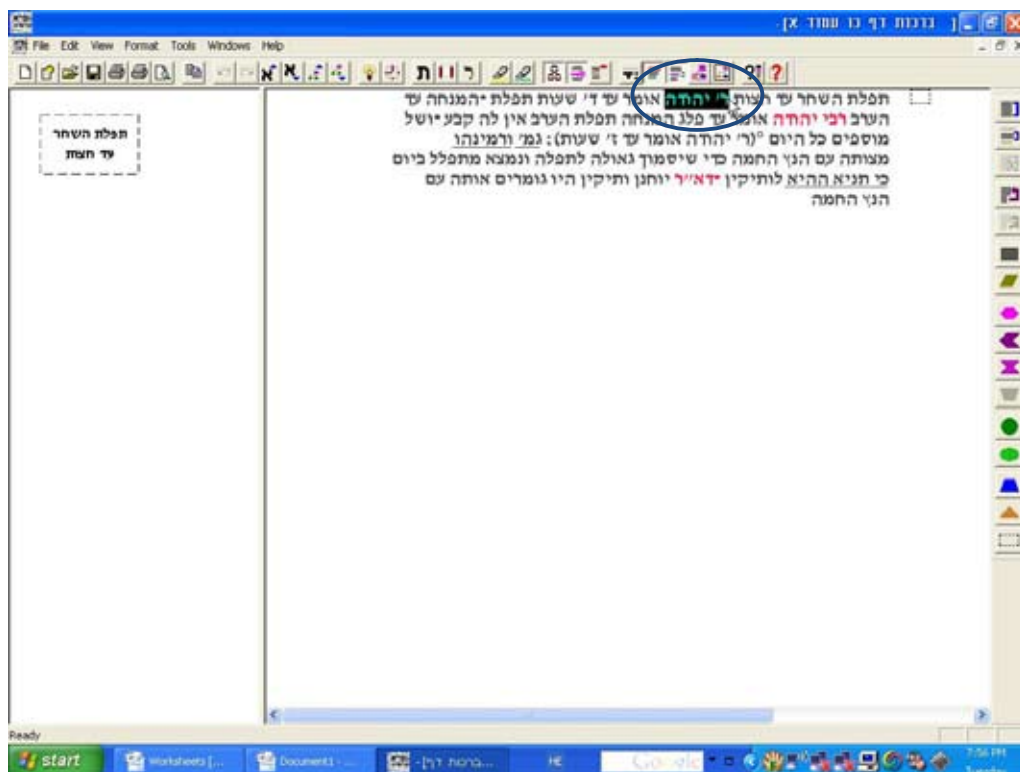 [ ברכות דף כו עמוד א].
File Edit View Format Tools Windows Help
תפלת השחר עד חצות ר' יהודה אומר עד ד' שעות תפלת *המנחה עד
הערב רבי יהודה אומר עד פלג המנחה תפלת הערב אין לה קבע *ושל
מוספים כל היום °(ר' יהודה אומר עד ז' שעות): גמ' ורמינהו
מצותה עם הנץ החמה כדי שיסמוך גאולה לתפלה ונמצא מתפלל ביום
כי תניא ההיא לותיקין *דא"ר יוחנן ותיקין היו גומרים אותה עם
הנץ החמה
תפלת השחר
עד חצות
Ready
start
Worksheets [...
Document1 - ...
ברכות דף]- ...
HE
Google
7:56 PM